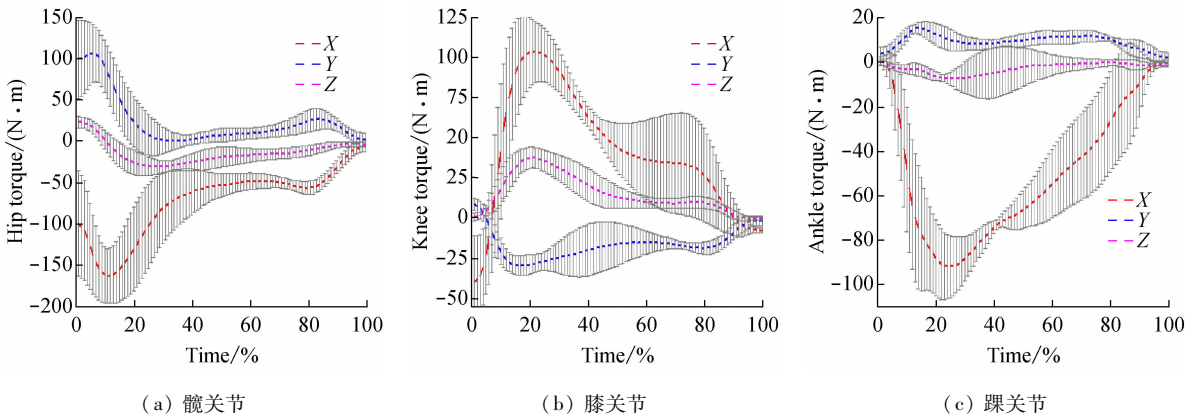 150
100
50
0
-50
-100
-150
-200
Hip torque/(N·m)
X
Y
Z
0 20 40 60 80 100
Time/%
(a) 髋关节
125
100
75
20
25
0
-25
-50
Knee torque/(N·m)
X
Y
Z
0 20 40 60 80 100
Time/%
(b) 膝关节
20
0
-20
-40
-60
-80
-100
Ankle torque/(N·m)
X
Y
Z
0 20 40 60 80 100
Time/%
(c) 踝关节